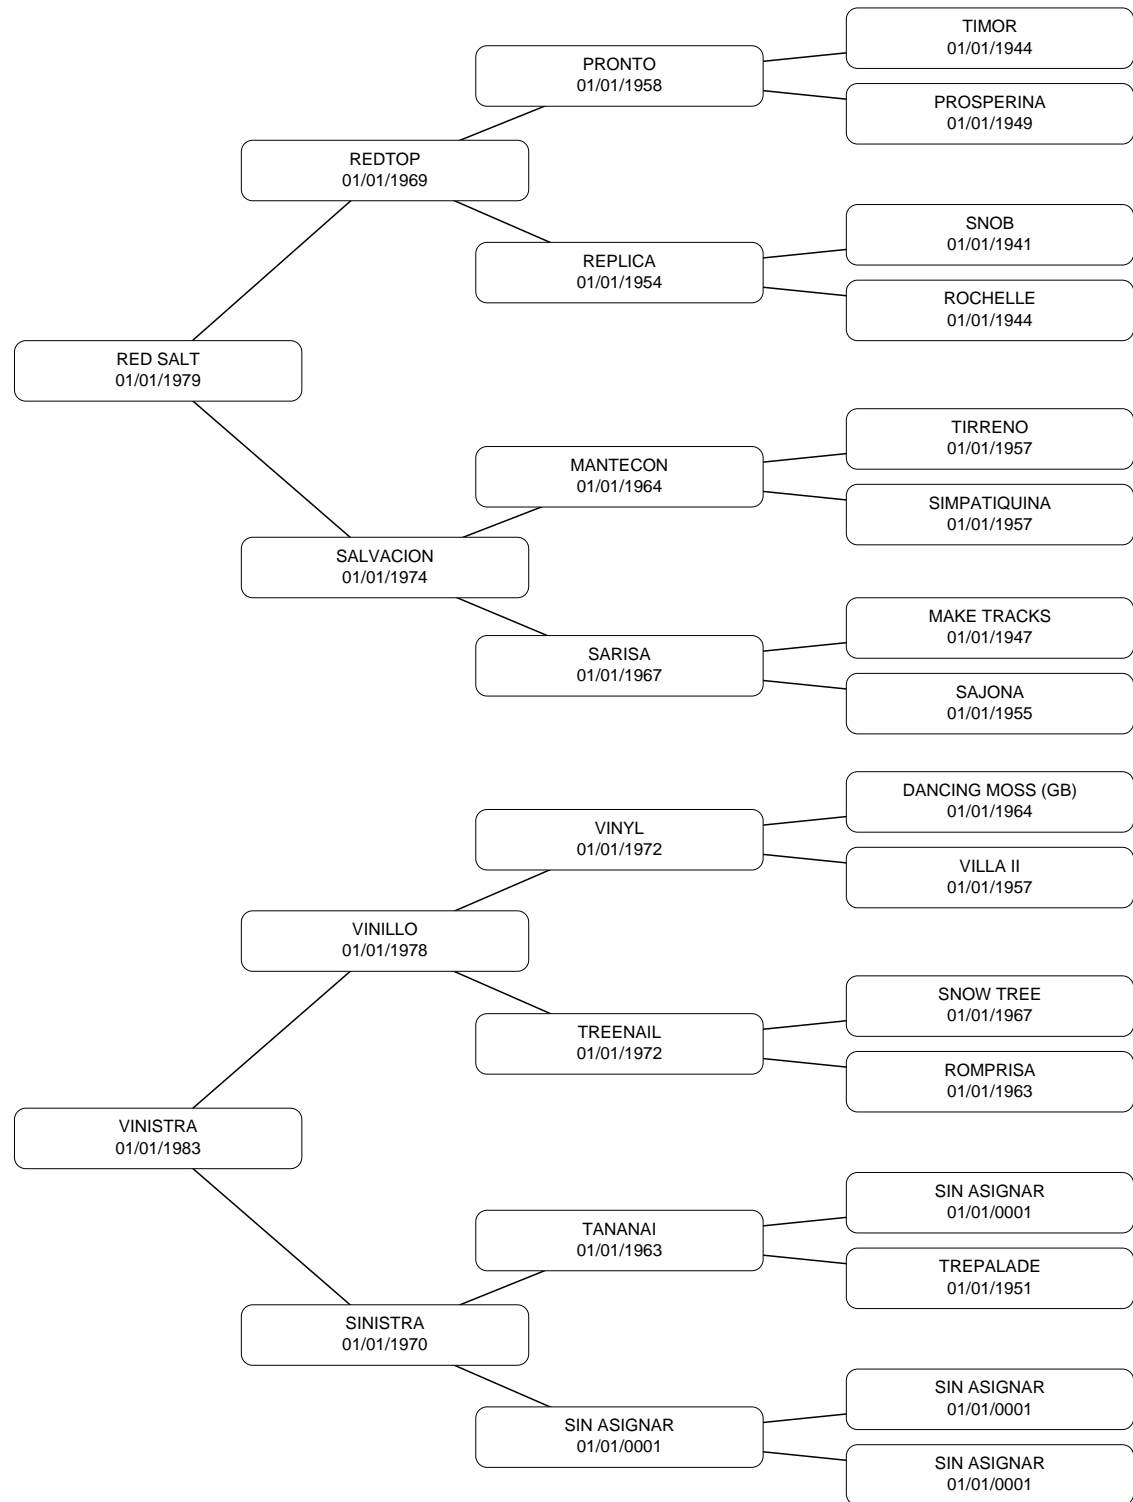 TIMOR
01/01/1944
PRONTO
01/01/1958
PROSPERINA
01/01/1949
REDTOP
01/01/1969
SNOB
01/01/1941
REPLICA
01/01/1954
ROCHELLE
01/01/1944
RED SALT
01/01/1979
TIRRENO
01/01/1957
MANTECON
01/01/1964
SIMPATIQUINA
01/01/1957
SALVACION
01/01/1974
MAKE TRACKS
01/01/1947
SARISA
01/01/1967
SAJONA
01/01/1955
DANCING MOSS (GB)
01/01/1964
VINYL
01/01/1972
VILLA II
01/01/1957
VINILLO
01/01/1978
SNOW TREE
01/01/1967
TREENAIL
01/01/1972
ROMPRISA
01/01/1963
VINISTRA
01/01/1983
SIN ASIGNAR
01/01/0001
TANANAI
01/01/1963
TREPALADE
01/01/1951
SINISTRA
01/01/1970
SIN ASIGNAR
01/01/0001
SIN ASIGNAR
01/01/0001
SIN ASIGNAR
01/01/0001